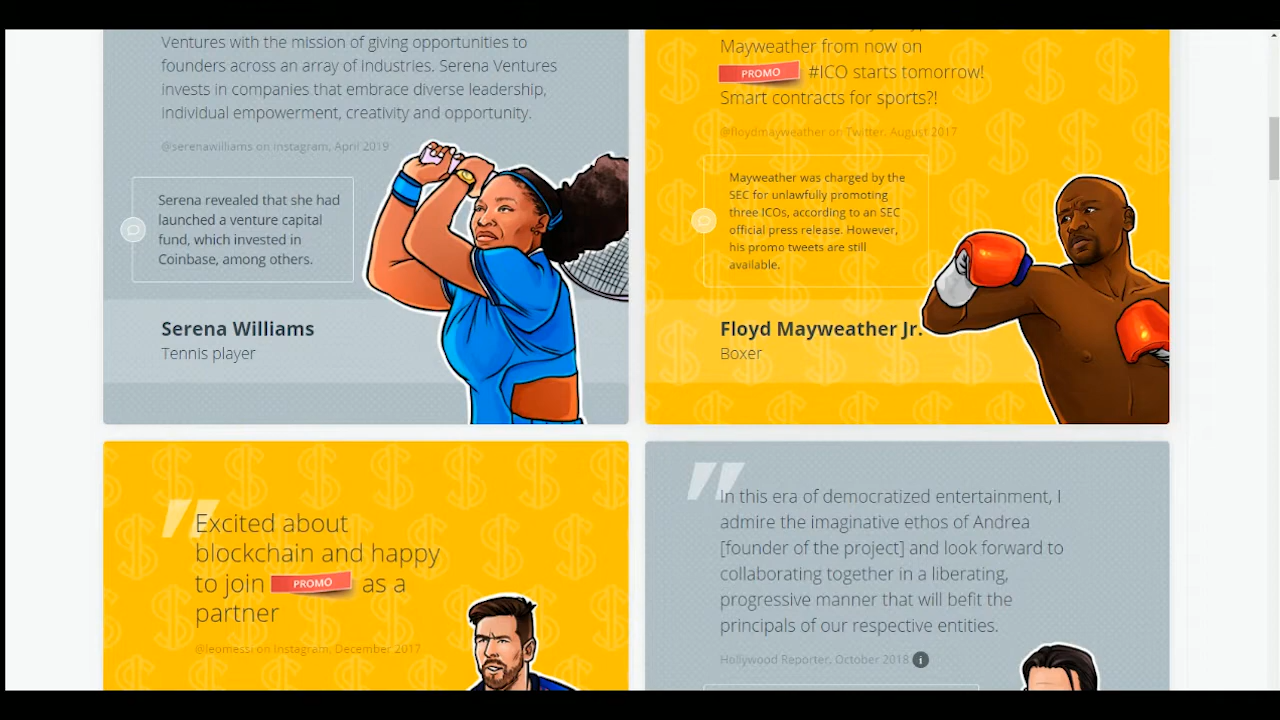 Ventures with the mission of giving opportunities to
founders across an array of industries. Serena Ventures
invests in companies that embrace diverse leadership,
individual empowerment, creativity and opportunity.
@serenawilliams on Instagram, April 2019
Serena revealed that she had
launched a venture capital
fund, which invested in
Coinbase, among others.
Serena Williams
Tennis player
Mayweather from now on
PROMO #ICO starts tomorrow!
Smart contracts for sports?!
@floydmayweather on Twitter, August 2017
Mayweather was charged by the
SEC for unlawfully promoting
three ICOs, according to an SEC
official press release. However,
his promo tweets are still
available.
Floyd Mayweather Jr.
Boxer
Excited about
blockchain and happy
to join PROMO as a
partner
@leomessi on Instagram, December 2017
In this era of democratized entertainment, I
admire the imaginative ethos of Andrea
[founder of the project] and look forward to
collaborating together in a liberating,
progressive manner that will befit the
principals of our respective entities.
Hollywood Reporter, October 2018